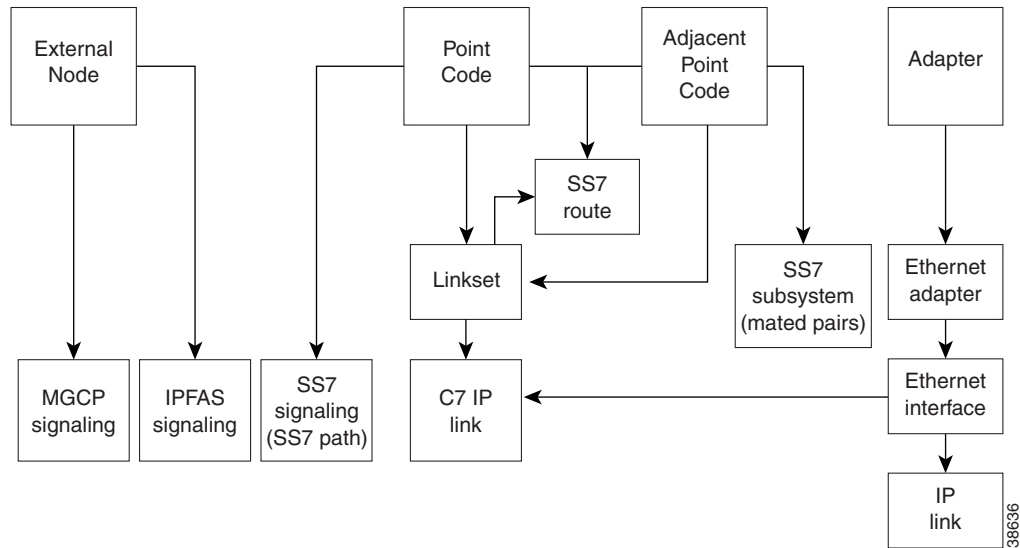 External
Node
Point
Code
Adjacent
Point
Code
Adapter
SS7
route
Linkset
SS7
subsystem
(mated pairs)
Ethernet
adapter
MGCP
signaling
IPFAS
signaling
SS7
signaling
(SS7 path)
C7 IP
link
Ethernet
interface
IP
link
38636